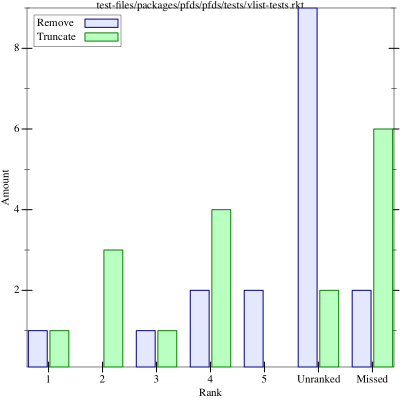 test-files/packages/pfds/pfds/tests/vlist-tests.rkt
Remove
Truncate
8
6
4
2
Amount
1 2 3 4 5 Unranked Missed
Rank